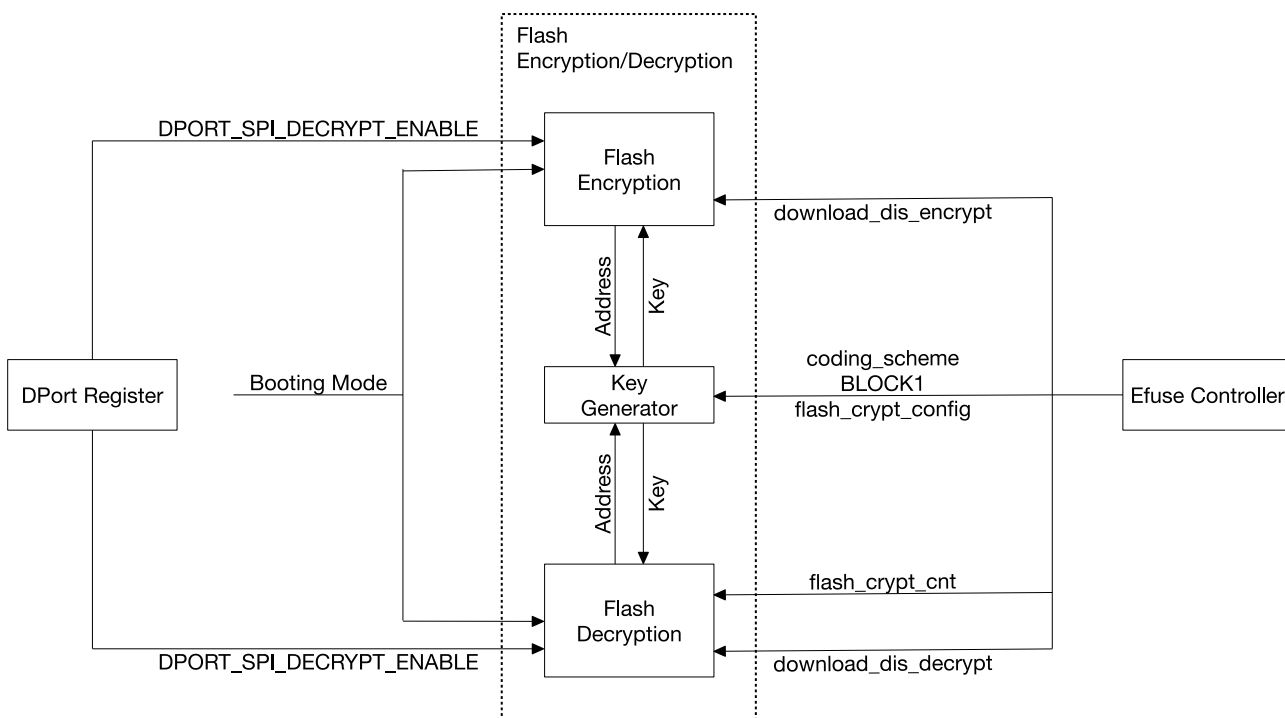 Flash
Encryption/Decryption
DPORT_SPI_DECRYPT_ENABLE
Flash
Encryption
download_dis_encrypt
Address
Key
DPort Register
Booting Mode
Key
Generator
coding_scheme
BLOCK1
flash_crypt_config
Efuse Controller
Address
Key
Flash
Decryption
flash_crypt_cnt
DPORT_SPI_DECRYPT_ENABLE
download_dis_decrypt